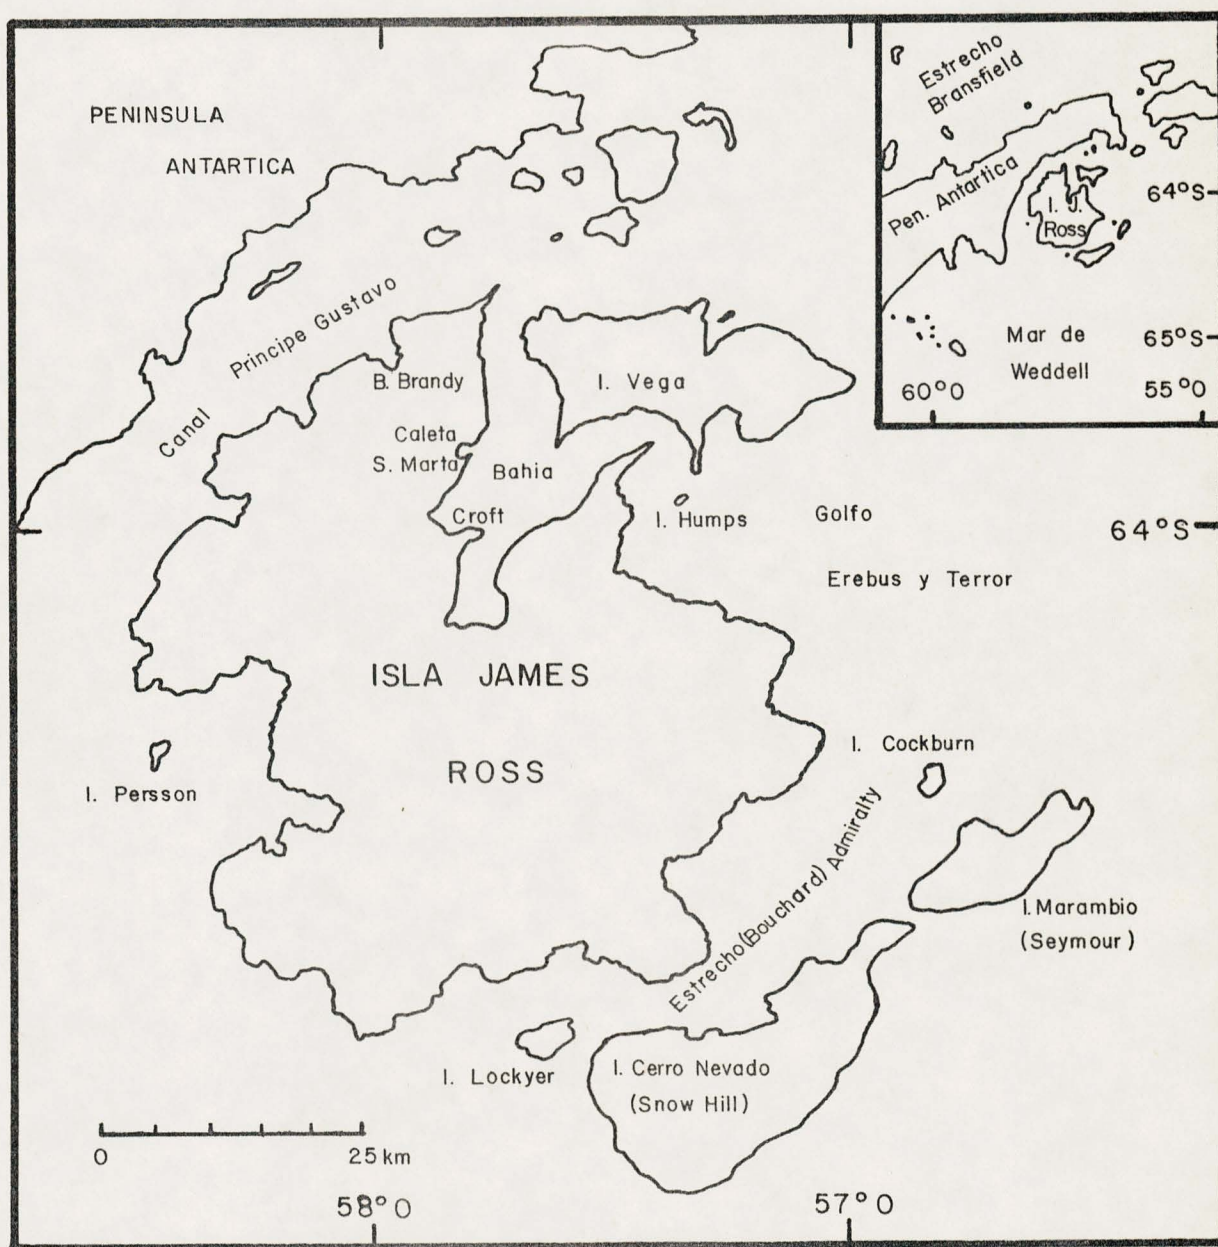 PENINSULA
ANTARTICA
Canal Principe Gustavo
B. Brandy
I. Vega
Caleta
S. Marta
Bahia
Croft
I. Humps
Golfo
Erebus y Terror
64°S
ISLA JAMES
ROSS
I. Persson
I. Cockburn
Estrecho (Bouchard) Admiralty
I. Marambio
(Seymour)
I. Lockyer
I. Cerro Nevado
(Snow Hill)
0
25 km
58°O
57°O
Estrecho
Bransfield
Pen. Antartica
I. J.
Ross
64°S
65°S
Mar de
Weddell
60°O
55°O